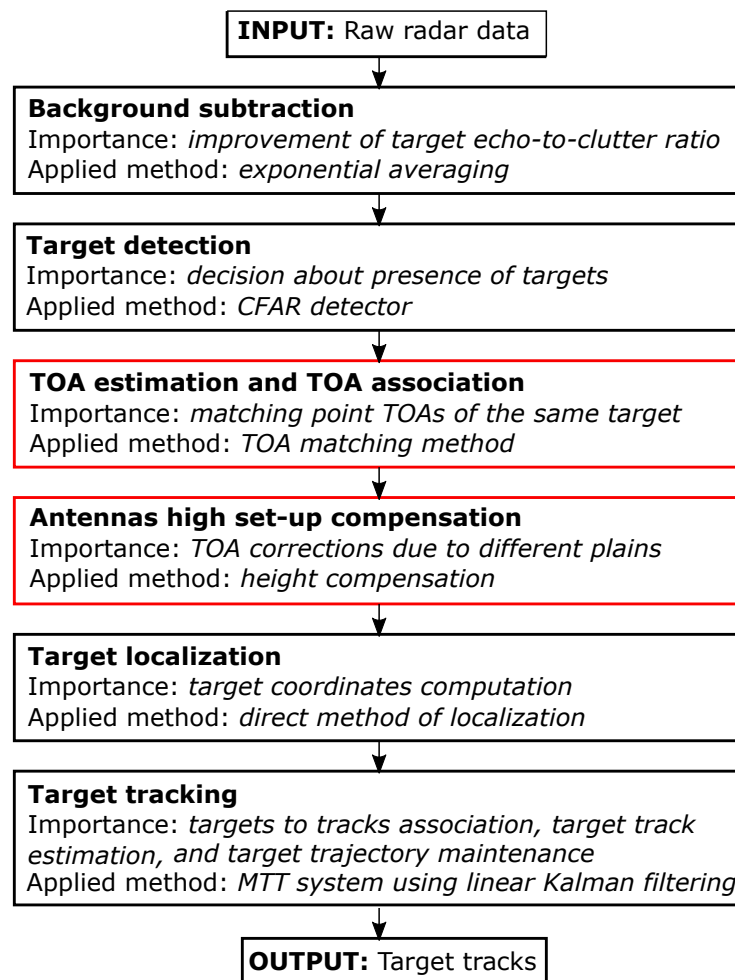 INPUT: Raw radar data
Background subtraction
Importance: improvement of target echo-to-clutter ratio
Applied method: exponential averaging
Target detection
Importance: decision about presence of targets
Applied method: CFAR detector
TOA estimation and TOA association
Importance: matching point TOAs of the same target
Applied method: TOA matching method
Antennas high set-up compensation
Importance: TOA corrections due to different plains
Applied method: height compensation
Target localization
Importance: target coordinates computation
Applied method: direct method of localization
Target tracking
Importance: targets to tracks association, target track
estimation, and target trajectory maintenance
Applied method: MTT system using linear Kalman filtering
OUTPUT: Target tracks